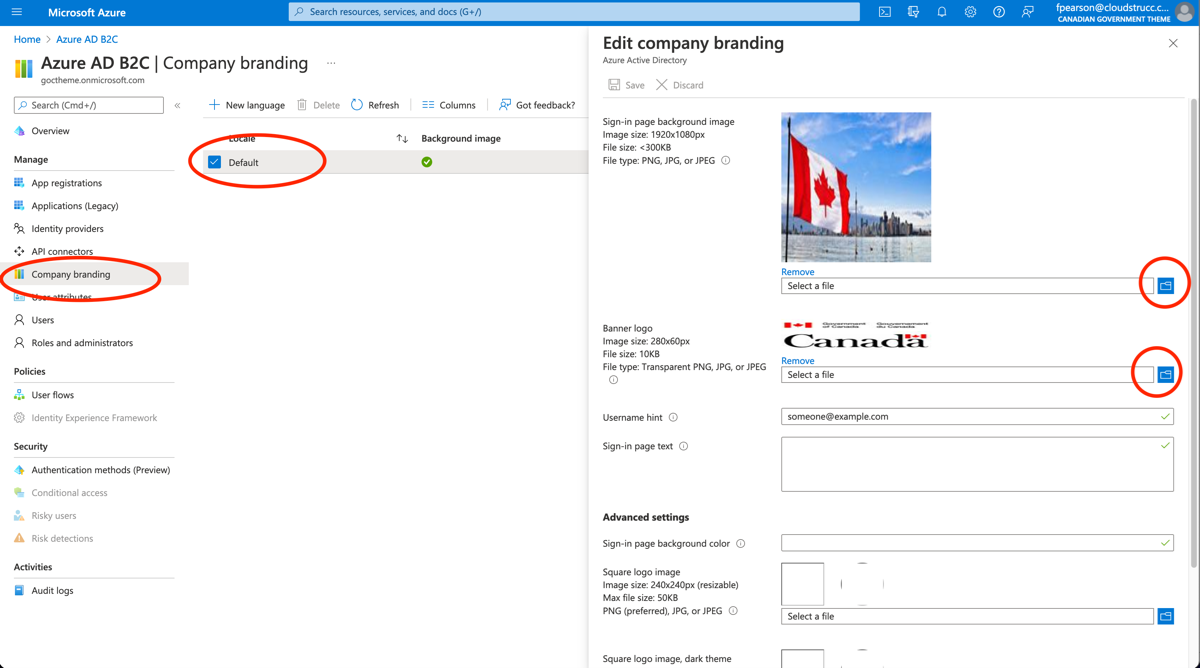 Microsoft Azure
Search resources, services, and docs (G+/)
fpearson@cloudstrucc.c...
CANADIAN GOVERNMENT THEME
Home > Azure AD B2C
Azure AD B2C | Company branding ...
goctheme.onmicrosoft.com
Search (Cmd+/)
«
Overview
Manage
App registrations
Applications (Legacy)
Identity providers
API connectors
Company branding
User attributes
Users
Roles and administrators
Policies
User flows
Identity Experience Framework
Security
Authentication methods (Preview)
Conditional access
Risky users
Risk detections
Activities
Audit logs
New language
Delete
Refresh
Columns
Got feedback?
Locale
Background image
Default
Edit company branding
Azure Active Directory
Save
Discard
Sign-in page background image
Image size: 1920x1080px
File size: <300KB
File type: PNG, JPG, or JPEG
Remove
Select a file
Banner logo
Image size: 280x60px
File size: 10KB
File type: Transparent PNG, JPG, or JPEG
Government
of Canada
Gouvernement
du Canada
Canada
Remove
Select a file
Username hint
someone@example.com
Sign-in page text
Advanced settings
Sign-in page background color
Square logo image
Image size: 240x240px (resizable)
Max file size: 50KB
PNG (preferred), JPG, or JPEG
Select a file
Square logo image, dark theme